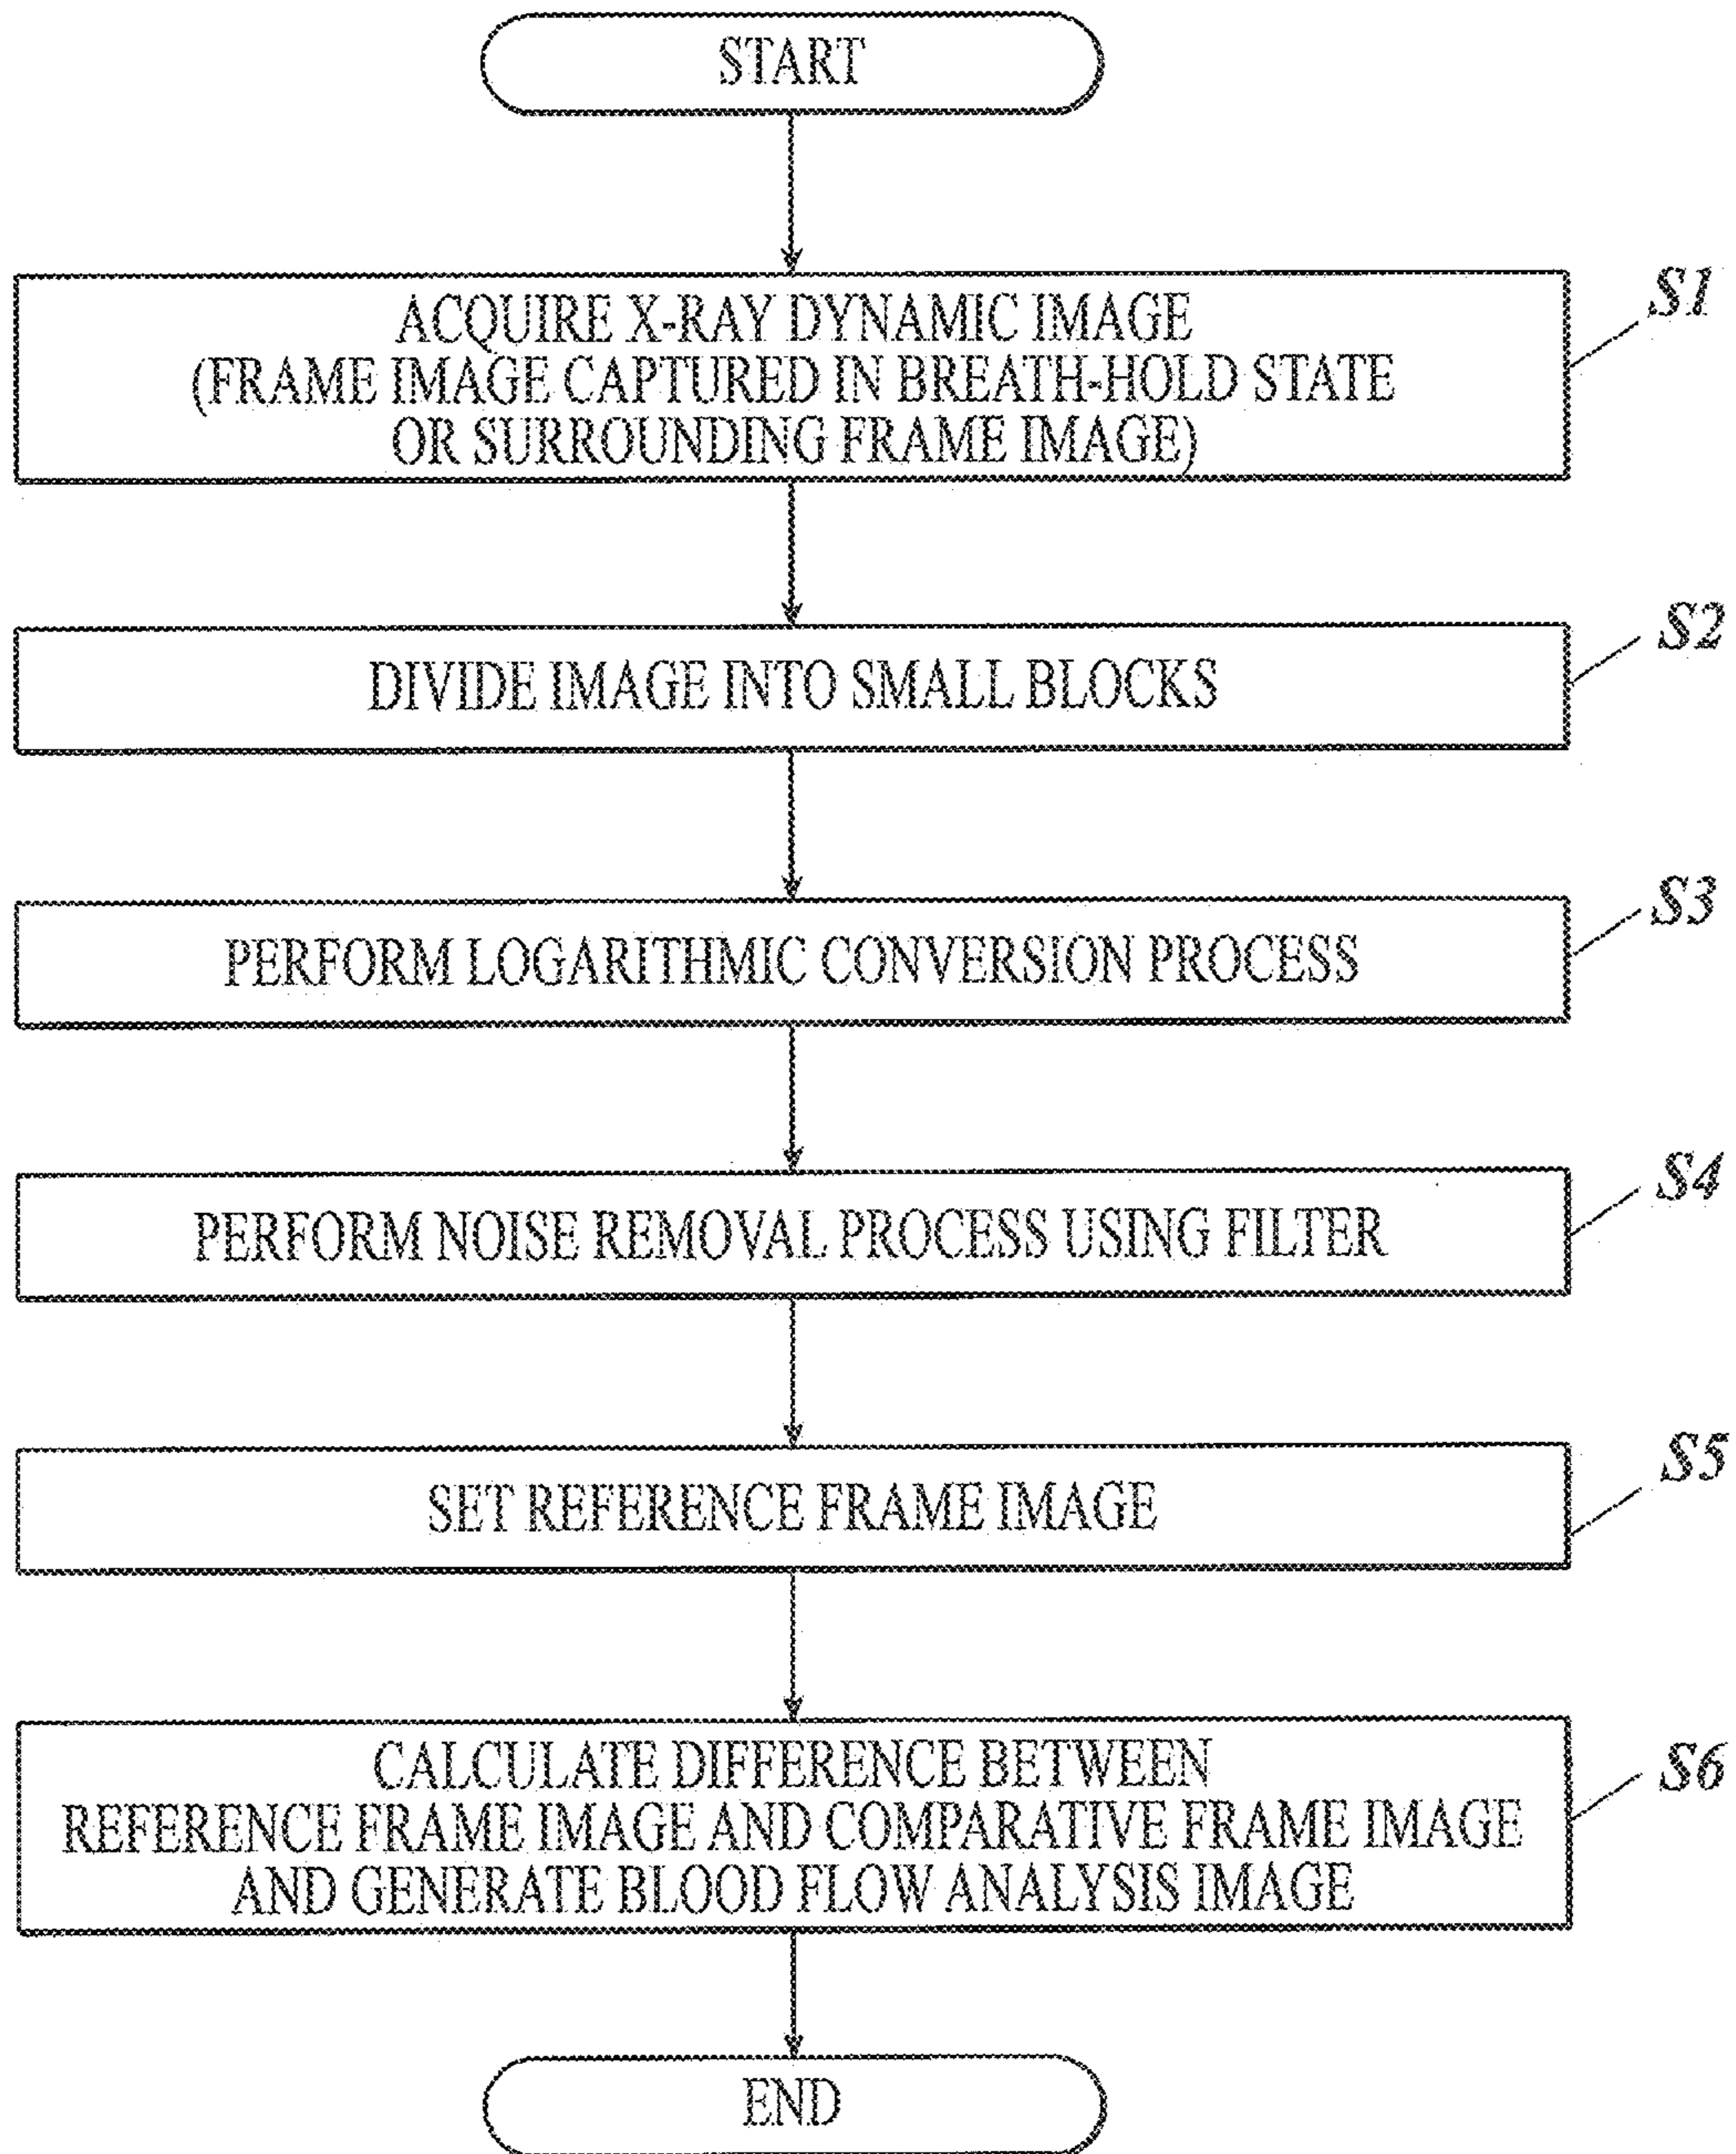 START
ACQUIRE X-RAY DYNAMIC IMAGE
(FRAME IMAGE CAPTURED IN BREATH-HOLD STATE
OR SURROUNDING FRAME IMAGE)
S1
DIVIDE IMAGE INTO SMALL BLOCKS
S2
PERFORM LOGARITHMIC CONVERSION PROCESS
S3
PERFORM NOISE REMOVAL PROCESS USING FILTER
S4
SET REFERENCE FRAME IMAGE
S5
CALCULATE DIFFERENCE BETWEEN
REFERENCE FRAME IMAGE AND COMPARATIVE FRAME IMAGE
AND GENERATE BLOOD FLOW ANALYSIS IMAGE
S6
END